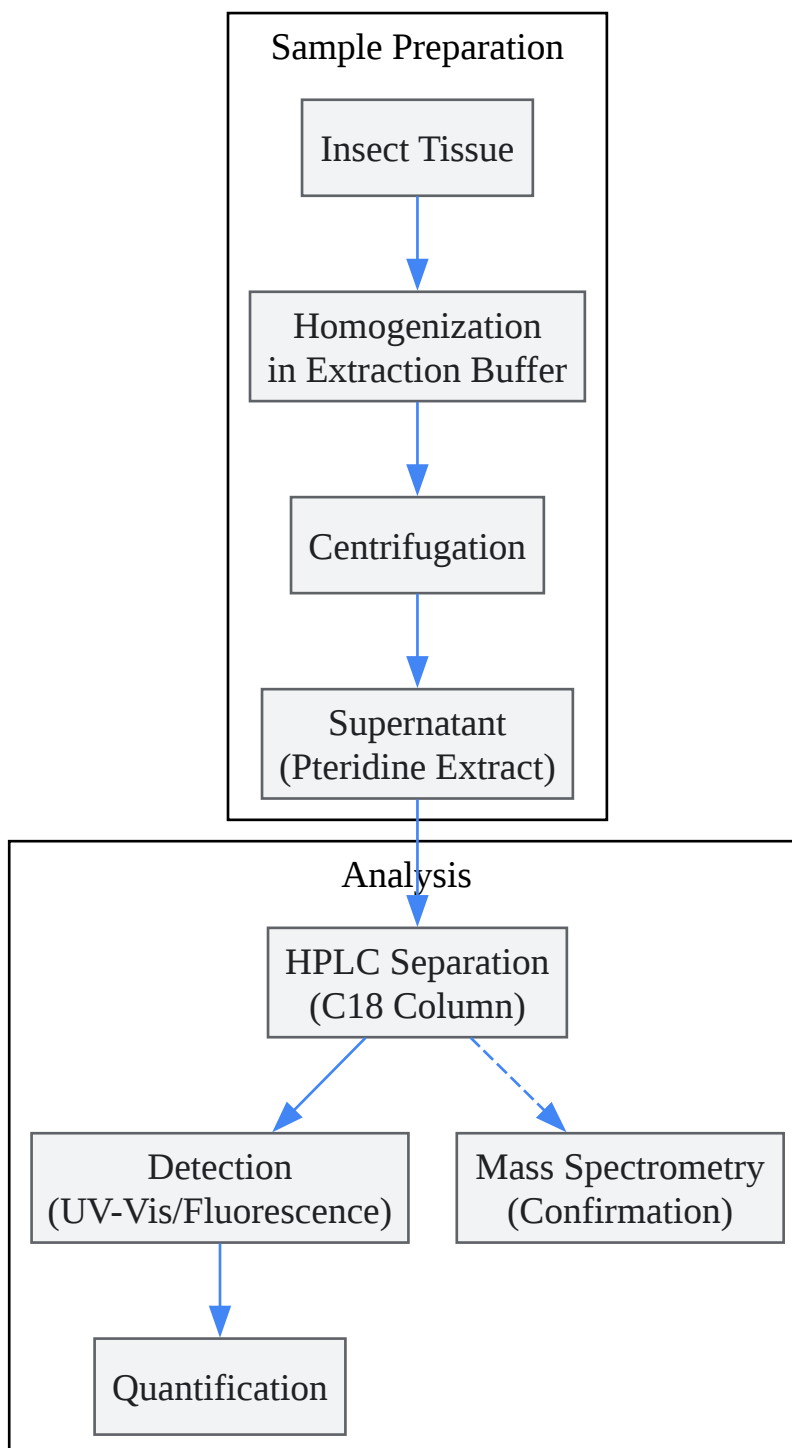 Sample Preparation
Insect Tissue
Homogenization
in Extraction Buffer
Centrifugation
Supernatant
(Pteridine Extract)
Analysis
HPLC Separation
(C18 Column)
Detection
(UV-Vis/Fluorescence)
Mass Spectrometry
(Confirmation)
Quantification